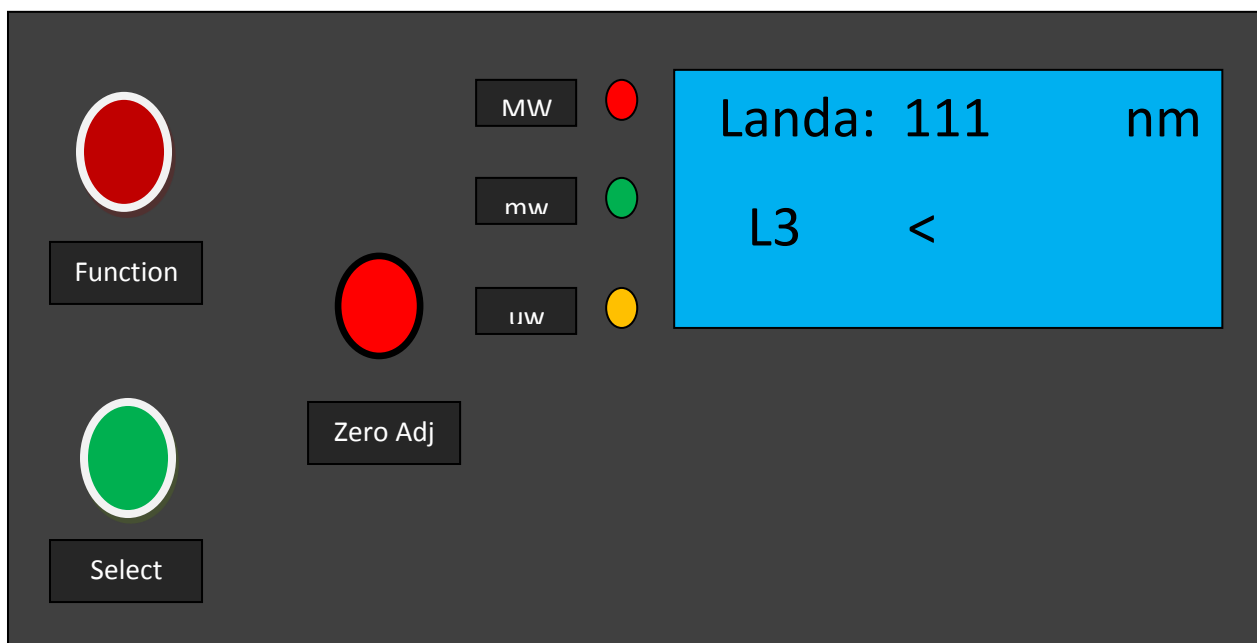 MW
Landa: 111 nm
mw
L3 <
Function
uw
Zero Adj
Select